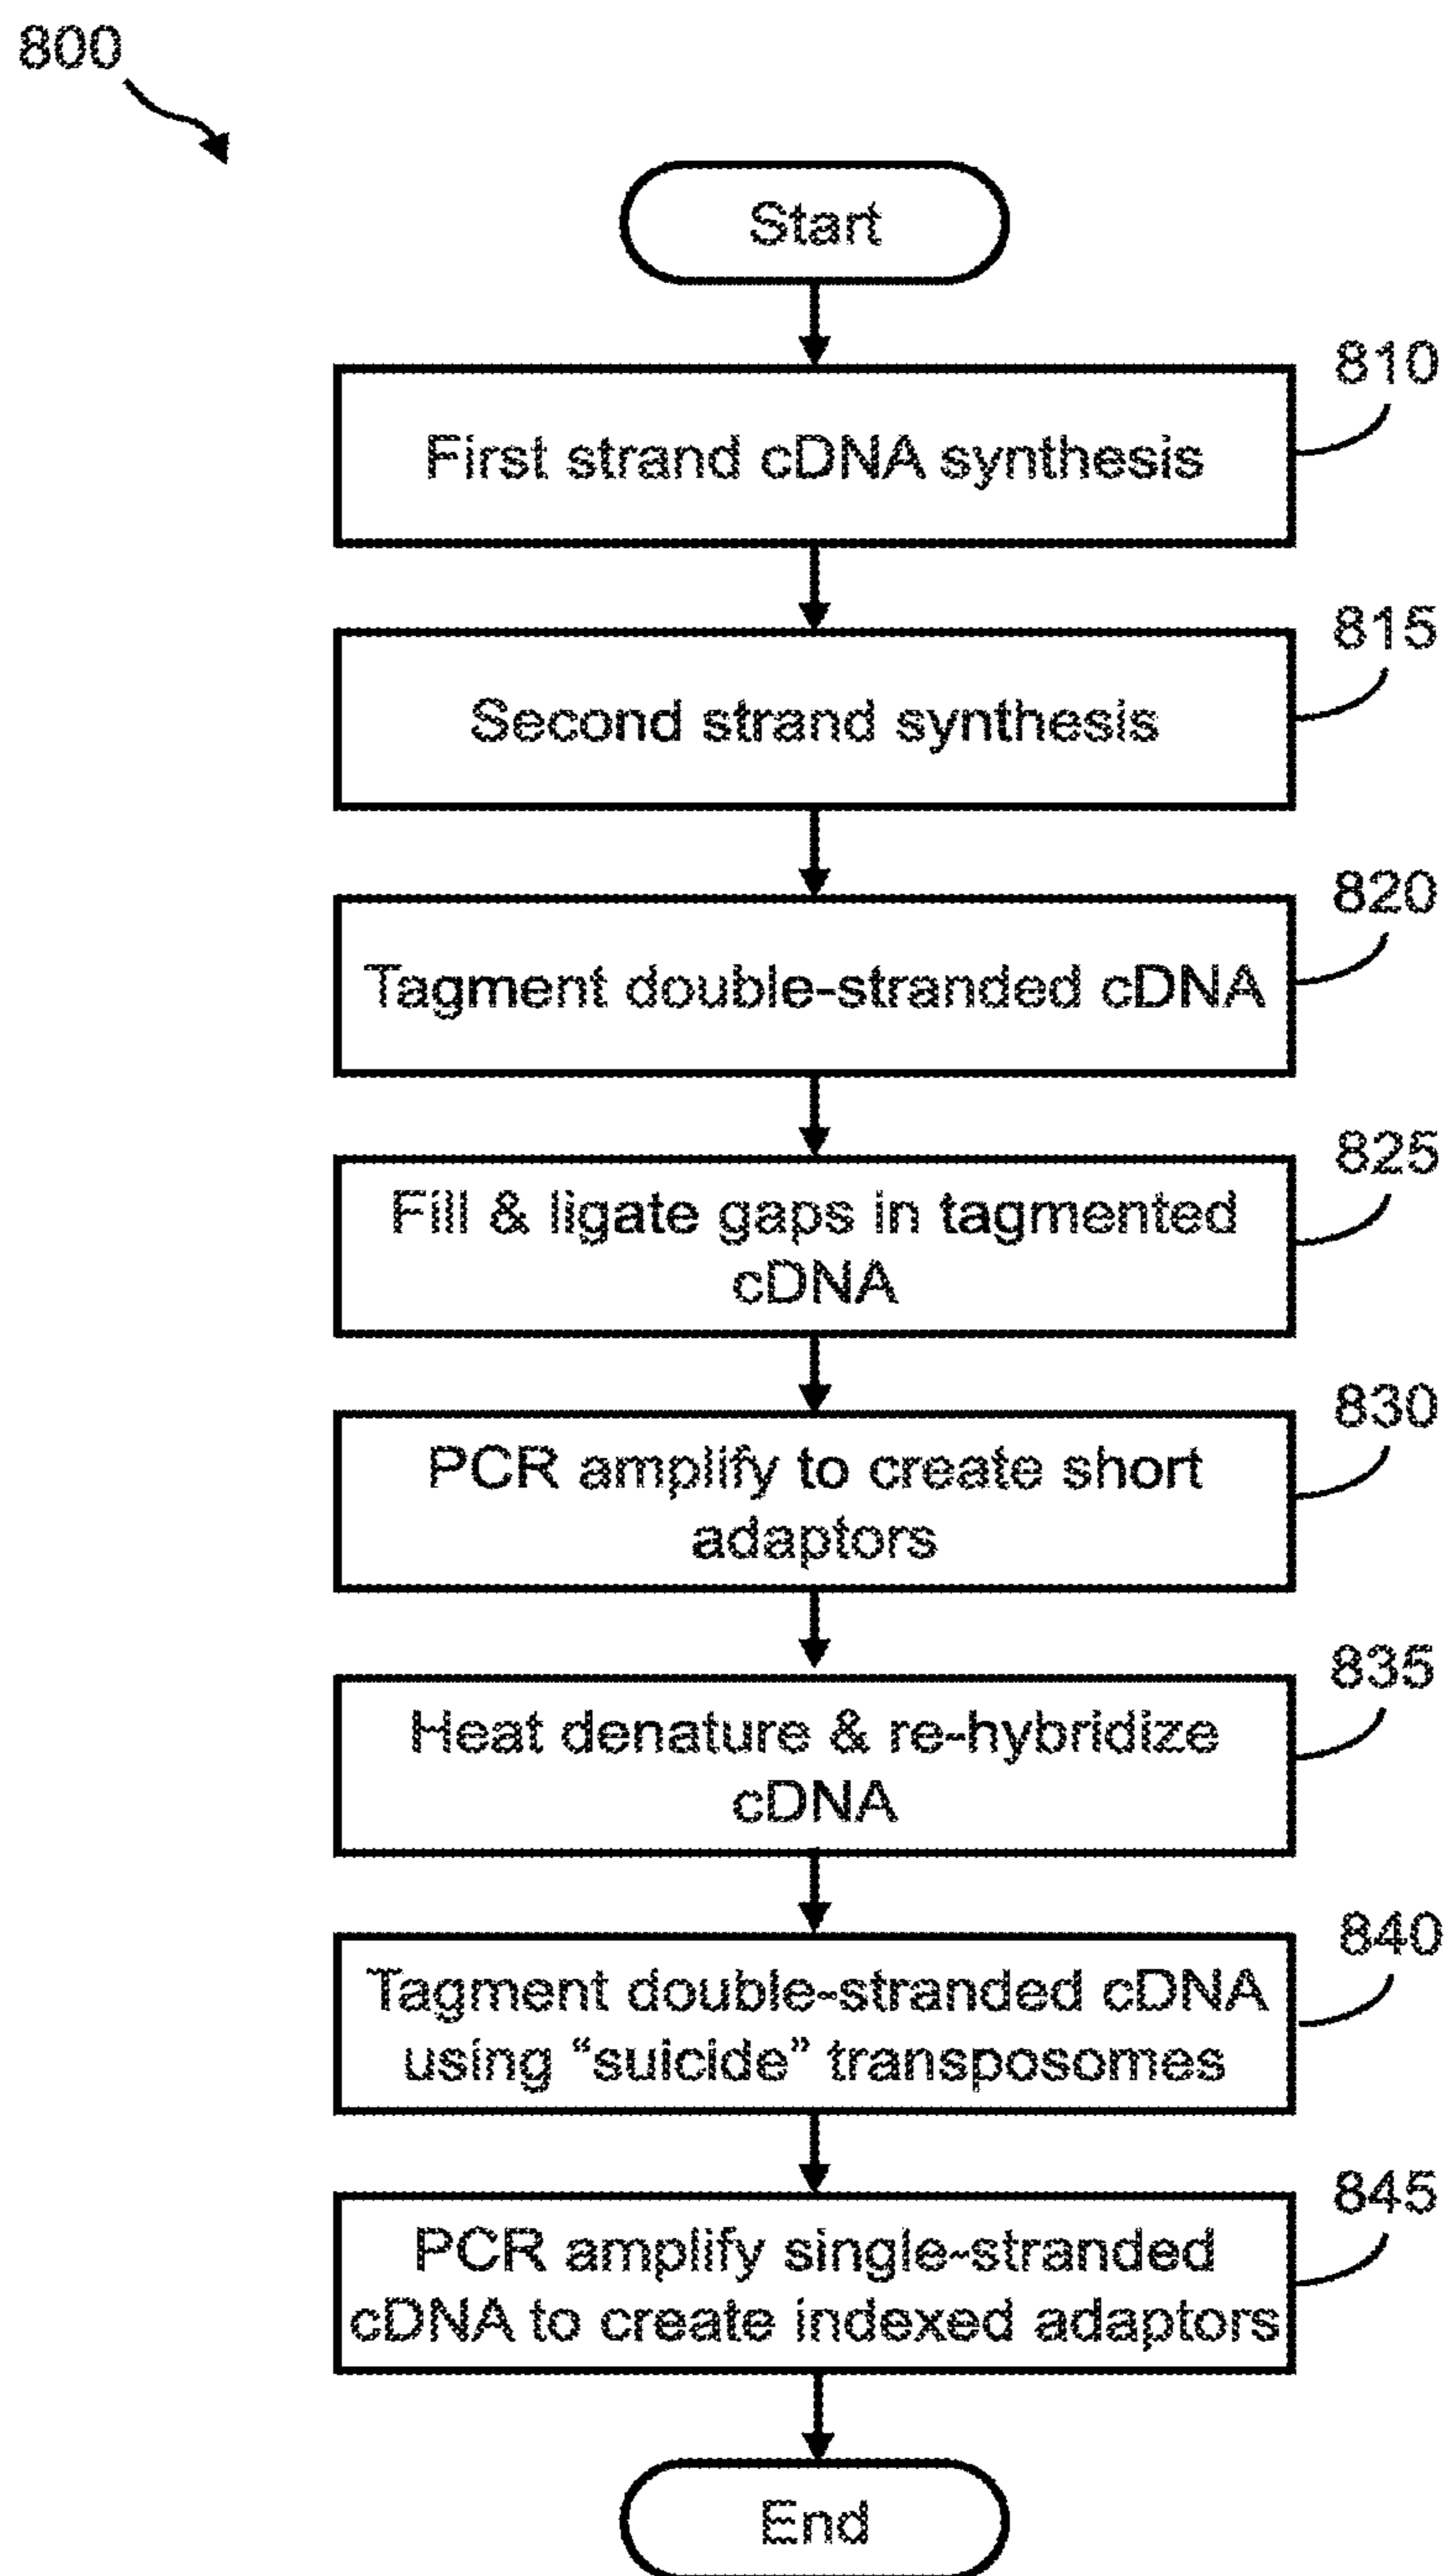 800
Start
810
First strand cDNA synthesis
815
Second strand synthesis
820
Tagment double-stranded cDNA
825
Fill & ligate gaps in tagmented
cDNA
830
PCR amplify to create short
adaptors
835
Heat denature & re-hybridize
cDNA
840
Tagment double-stranded cDNA
using “suicide” transposomes
845
PCR amplify single-stranded
cDNA to create indexed adaptors
End